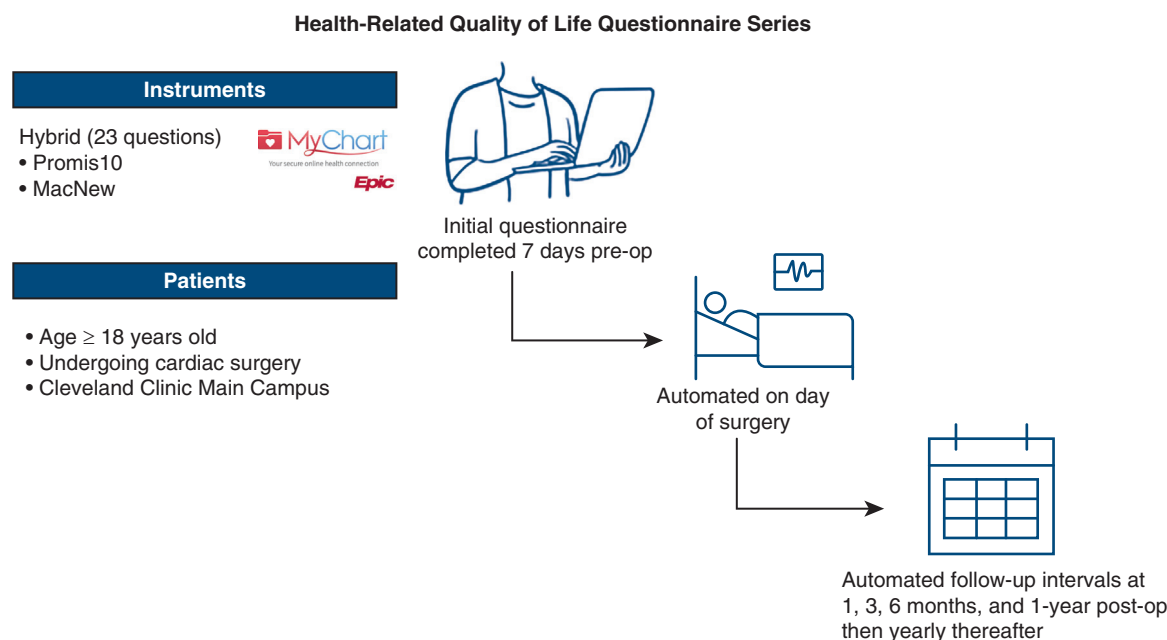 Health-Related Quality of Life Questionnaire Series
Instruments
Hybrid (23 questions)
• Promis10
• MacNew
MyChart
Your secure online health connection
Epic
Patients
• Age ≥ 18 years old
• Undergoing cardiac surgery
• Cleveland Clinic Main Campus
Initial questionnaire
completed 7 days pre-op
Automated on day
of surgery
Automated follow-up intervals at
1, 3, 6 months, and 1-year post-op
then yearly thereafter